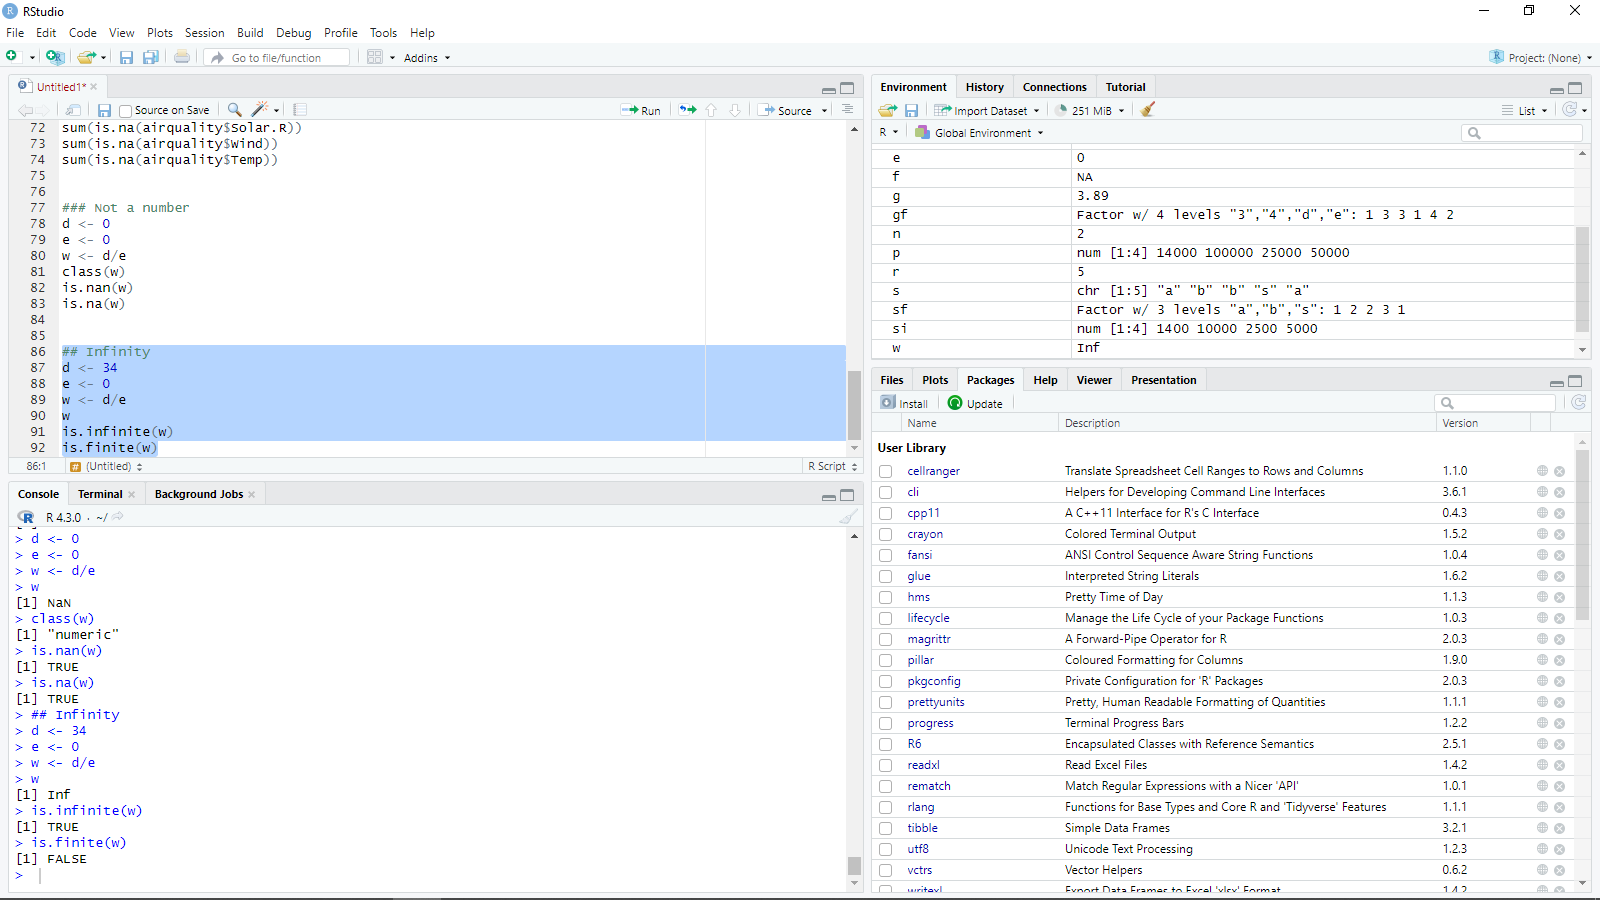 RStudio
File Edit Code View Plots Session Build Debug Profile Tools Help
Go to file/function Addins Project: (None)
Untitled1*
Source on Save Run Source
72 sum(is.na(airquality$Solar.R))
73 sum(is.na(airquality$Wind))
74 sum(is.na(airquality$Temp))
75
76
77 ### Not a number
78 d <- 0
79 e <- 0
80 w <- d/e
81 class(w)
82 is.nan(w)
83 is.na(w)
84
85
86 ## Infinity
87 d <- 34
88 e <- 0
89 w <- d/e
90 w
91 is.infinite(w)
92 is.finite(w)
86:1 # (Untitled) R Script
Console Terminal Background Jobs
R 4.3.0 · ~/
> d <- 0
> e <- 0
> w <- d/e
> w
[1] NaN
> class(w)
[1] "numeric"
> is.nan(w)
[1] TRUE
> is.na(w)
[1] TRUE
> ## Infinity
> d <- 34
> e <- 0
> w <- d/e
> w
[1] Inf
> is.infinite(w)
[1] TRUE
> is.finite(w)
[1] FALSE
>
Environment History Connections Tutorial
Import Dataset 251 MiB List
R Global Environment
e 0
f NA
g 3.89
gf Factor w/ 4 levels "3","4","d","e": 1 3 3 1 4 2
n 2
p num [1:4] 14000 100000 25000 50000
r 5
s chr [1:5] "a" "b" "b" "s" "a"
sf Factor w/ 3 levels "a","b","s": 1 2 2 3 1
si num [1:4] 1400 10000 2500 5000
w Inf
Files Plots Packages Help Viewer Presentation
Install Update
Name Description Version
User Library
cellranger Translate Spreadsheet Cell Ranges to Rows and Columns 1.1.0
cli Helpers for Developing Command Line Interfaces 3.6.1
cpp11 A C++11 Interface for R's C Interface 0.4.3
crayon Colored Terminal Output 1.5.2
fansi ANSI Control Sequence Aware String Functions 1.0.4
glue Interpreted String Literals 1.6.2
hms Pretty Time of Day 1.1.3
lifecycle Manage the Life Cycle of your Package Functions 1.0.3
magrittr A Forward-Pipe Operator for R 2.0.3
pillar Coloured Formatting for Columns 1.9.0
pkgconfig Private Configuration for 'R' Packages 2.0.3
prettyunits Pretty, Human Readable Formatting of Quantities 1.1.1
progress Terminal Progress Bars 1.2.2
R6 Encapsulated Classes with Reference Semantics 2.5.1
readxl Read Excel Files 1.4.2
rematch Match Regular Expressions with a Nicer 'API' 1.0.1
rlang Functions for Base Types and Core R and 'Tidyverse' Features 1.1.1
tibble Simple Data Frames 3.2.1
utf8 Unicode Text Processing 1.2.3
vctrs Vector Helpers 0.6.2
writexl Export Data Frames to Excel 'xlsx' Format 1.4.2